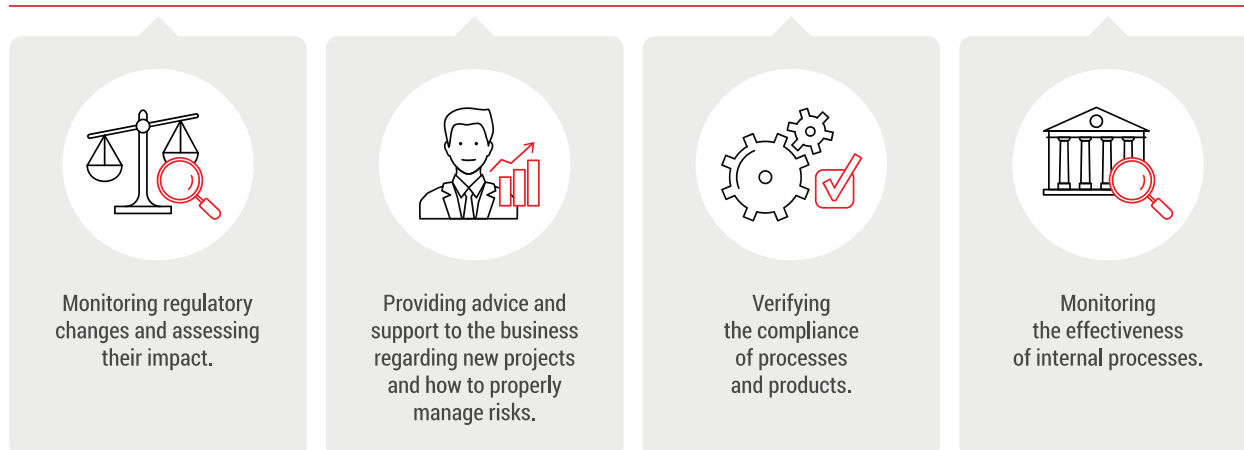 Monitoring regulatory
changes and assessing
their impact.
Providing advice and
support to the business
regarding new projects
and how to properly
manage risks.
Verifying
the compliance
of processes
and products.
Monitoring
the effectiveness
of internal processes.